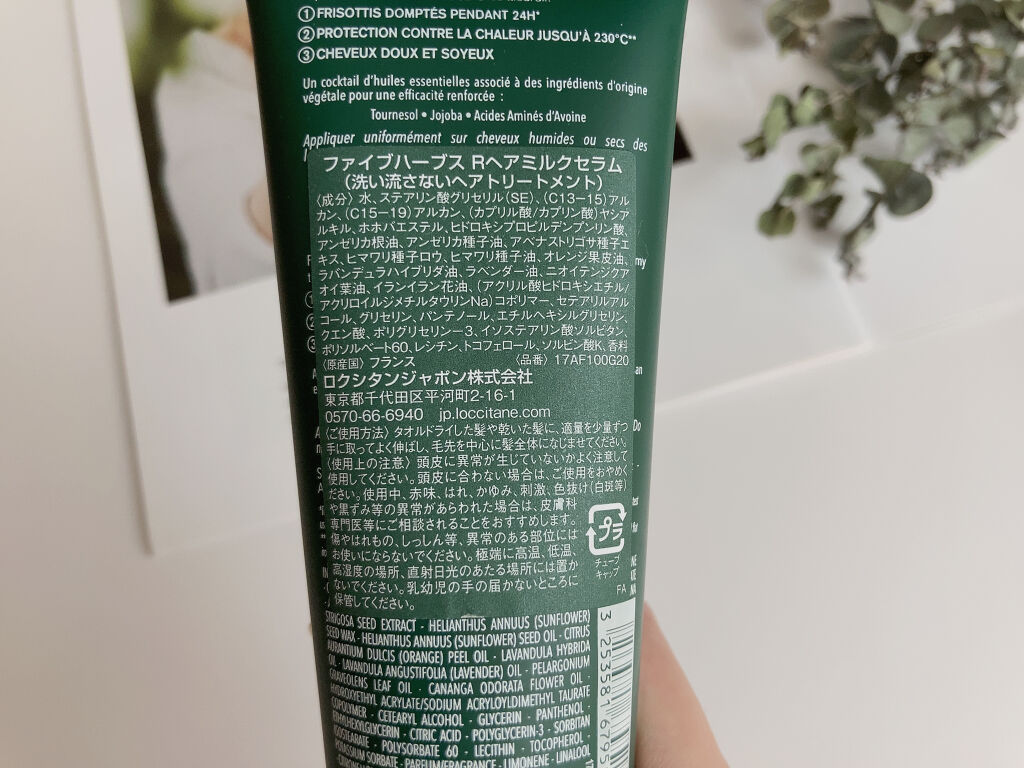 ① FRISOTTIS DOMPTÉS PENDANT 24H*
② PROTECTION CONTRE LA CHALEUR JUSQU'À 230°C**
③ CHEVEUX DOUX ET SOYEUX
Un cocktail d'huiles essentielles associé à des ingrédients d'origine
végétale pour une efficacité renforcée :
Tournesol • Jojoba • Acides Aminés d'Avoine
Appliquer uniformément sur cheveux humides ou secs des
ファイブハーブス Rヘアミルクセラム
(洗い流さないヘアトリートメント)
〈成分〉水、ステアリン酸グリセリル(SE)、(C13-15)アル
カン、(C15-19)アルカン、(カプリル酸/カプリン酸)ヤシア
ルキル、ホホバエステル、ヒドロキシプロピルデンプンリン酸、
アンゼリカ根油、アンゼリカ種子油、アベナストリゴサ種子エ
キス、ヒマワリ種子ロウ、ヒマワリ種子油、オレンジ果皮油、
ラバンデュラハイブリダ油、ラベンダー油、ニオイテンジクア
オイ葉油、イランイラン花油、(アクリル酸ヒドロキシエチル/
アクリロイルジメチルタウリンNa)コポリマー、セテアリルアル
コール、グリセリン、パンテノール、エチルヘキシルグリセリン、
クエン酸、ポリグリセリン-3、イソステアリン酸ソルビタン、
ポリソルベート60、レシチン、トコフェロール、ソルビン酸K、香料
〈原産国〉フランス 〈品番〉17AF100G20
ロクシタンジャポン株式会社
東京都千代田区平河町2-16-1
0570-66-6940 jp.loccitane.com
〈ご使用方法〉タオルドライした髪や乾いた髪に、適量を少量ずつ
手に取ってよく伸ばし、毛先を中心に髪全体になじませてください。
〈使用上の注意〉頭皮に異常が生じていないかよく注意して
使用してください。頭皮に合わない場合は、ご使用をおやめく
ださい。使用中、赤味、はれ、かゆみ、刺激、色抜け(白斑等)
や黒ずみ等の異常があらわれた場合は、皮膚科
専門医等にご相談されることをおすすめします。
傷やはれもの、しっしん等、異常のある部位には
お使いにならないでください。極端に高温、低温、
高湿度の場所、直射日光のあたる場所には置か
ないでください。乳幼児の手の届かないところに
保管してください。
プラ
チューブ
キャップ
FA
STRIGOSA SEED EXTRACT - HELIANTHUS ANNUUS (SUNFLOWER)
SEED WAX - HELIANTHUS ANNUUS (SUNFLOWER) SEED OIL - CITRUS
AURANTIUM DULCIS (ORANGE) PEEL OIL - LAVANDULA HYBRIDA
OIL - LAVANDULA ANGUSTIFOLIA (LAVENDER) OIL - PELARGONIUM
GRAVEOLENS LEAF OIL - CANANGA ODORATA FLOWER OIL -
HYDROXYETHYL ACRYLATE/SODIUM ACRYLOYLDIMETHYL TAURATE
COPOLYMER - CETEARYL ALCOHOL - GLYCERIN - PANTHENOL -
ETHYLHEXYLGLYCERIN - CITRIC ACID - POLYGLYCERIN-3 - SORBITAN
ISOSTEARATE - POLYSORBATE 60 - LECITHIN - TOCOPHEROL -
POTASSIUM SORBATE - PARFUM/FRAGRANCE - LIMONENE - LINALOOL
3 253581 6795